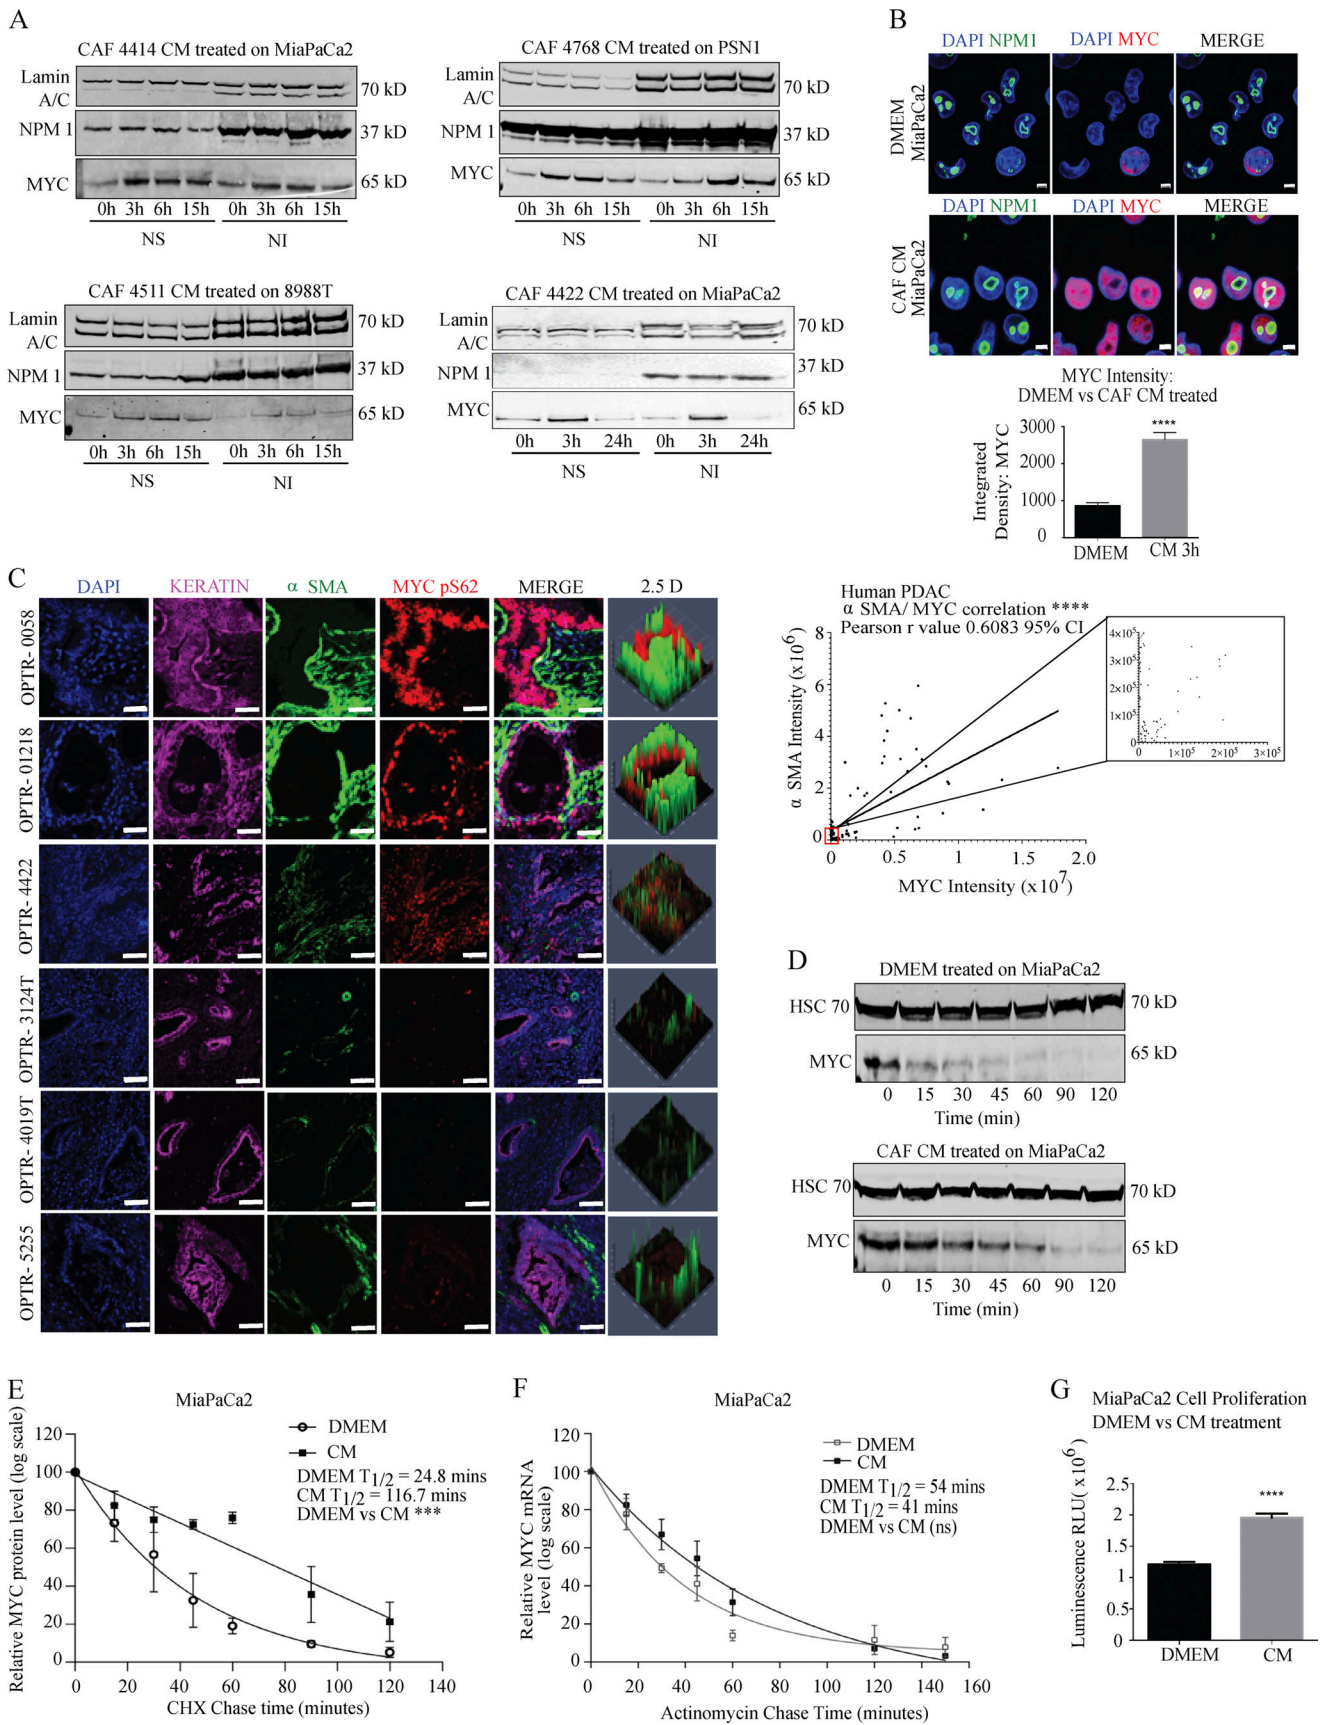 A
CAF 4414 CM treated on MiaPaCa2
Lamin
A/C
70 kD
NPM 1
37 kD
MYC
65 kD
0h 3h 6h 15h 0h 3h 6h 15h
NS NI
CAF 4768 CM treated on PSN1
Lamin
A/C
70 kD
NPM 1
37 kD
MYC
65 kD
0h 3h 6h 15h 0h 3h 6h 15h
NS NI
CAF 4511 CM treated on 8988T
Lamin
A/C
70 kD
NPM 1
37 kD
MYC
65 kD
0h 3h 6h 15h 0h 3h 6h 15h
NS NI
CAF 4422 CM treated on MiaPaCa2
Lamin
A/C
70 kD
NPM 1
37 kD
MYC
65 kD
0h 3h 24h 0h 3h 24h
NS NI
B
DAPI NPM1 DAPI MYC MERGE
DMEM
MiaPaCa2
DAPI NPM1 DAPI MYC MERGE
CAF CM
MiaPaCa2
MYC Intensity:
DMEM vs CAF CM treated
Integrated
Density: MYC
3000
2000
1000
0
****
DMEM CM 3h
C
DAPI KERATIN α SMA MYC pS62 MERGE 2.5 D
OPTR- 0058
OPTR- 01218
OPTR- 4422
OPTR- 3124T
OPTR- 4019T
OPTR- 5255
Human PDAC
α SMA/ MYC correlation ****
Pearson r value 0.6083 95% CI
α SMA Intensity (x10⁶)
8
6
4
2
0
0 0.5 1 1.5 2.0
MYC Intensity (x10⁷)
4×10⁵
3×10⁵
2×10⁵
1×10⁵
0
0 1×10⁵ 2×10⁵ 3×10⁵
D
DMEM treated on MiaPaCa2
HSC 70
70 kD
MYC
65 kD
0 15 30 45 60 90 120
Time (min)
CAF CM treated on MiaPaCa2
HSC 70
70 kD
MYC
65 kD
0 15 30 45 60 90 120
Time (min)
E
MiaPaCa2
Relative MYC protein level (log scale)
120
100
80
60
40
20
0
0 20 40 60 80 100 120 140
CHX Chase time (minutes)
DMEM
CM
DMEM T1/2 = 24.8 mins
CM T1/2 = 116.7 mins
DMEM vs CM ***
F
MiaPaCa2
Relative MYC mRNA
level (log scale)
120
100
80
60
40
20
0
0 20 40 60 80 100 120 140 160
Actinomycin Chase Time (minutes)
DMEM
CM
DMEM T1/2 = 54 mins
CM T1/2 = 41 mins
DMEM vs CM (ns)
G
MiaPaCa2 Cell Proliferation
DMEM vs CM treatment
Luminescence RLU( x10⁶)
2.5
2
1.5
1
0.5
0
****
DMEM CM